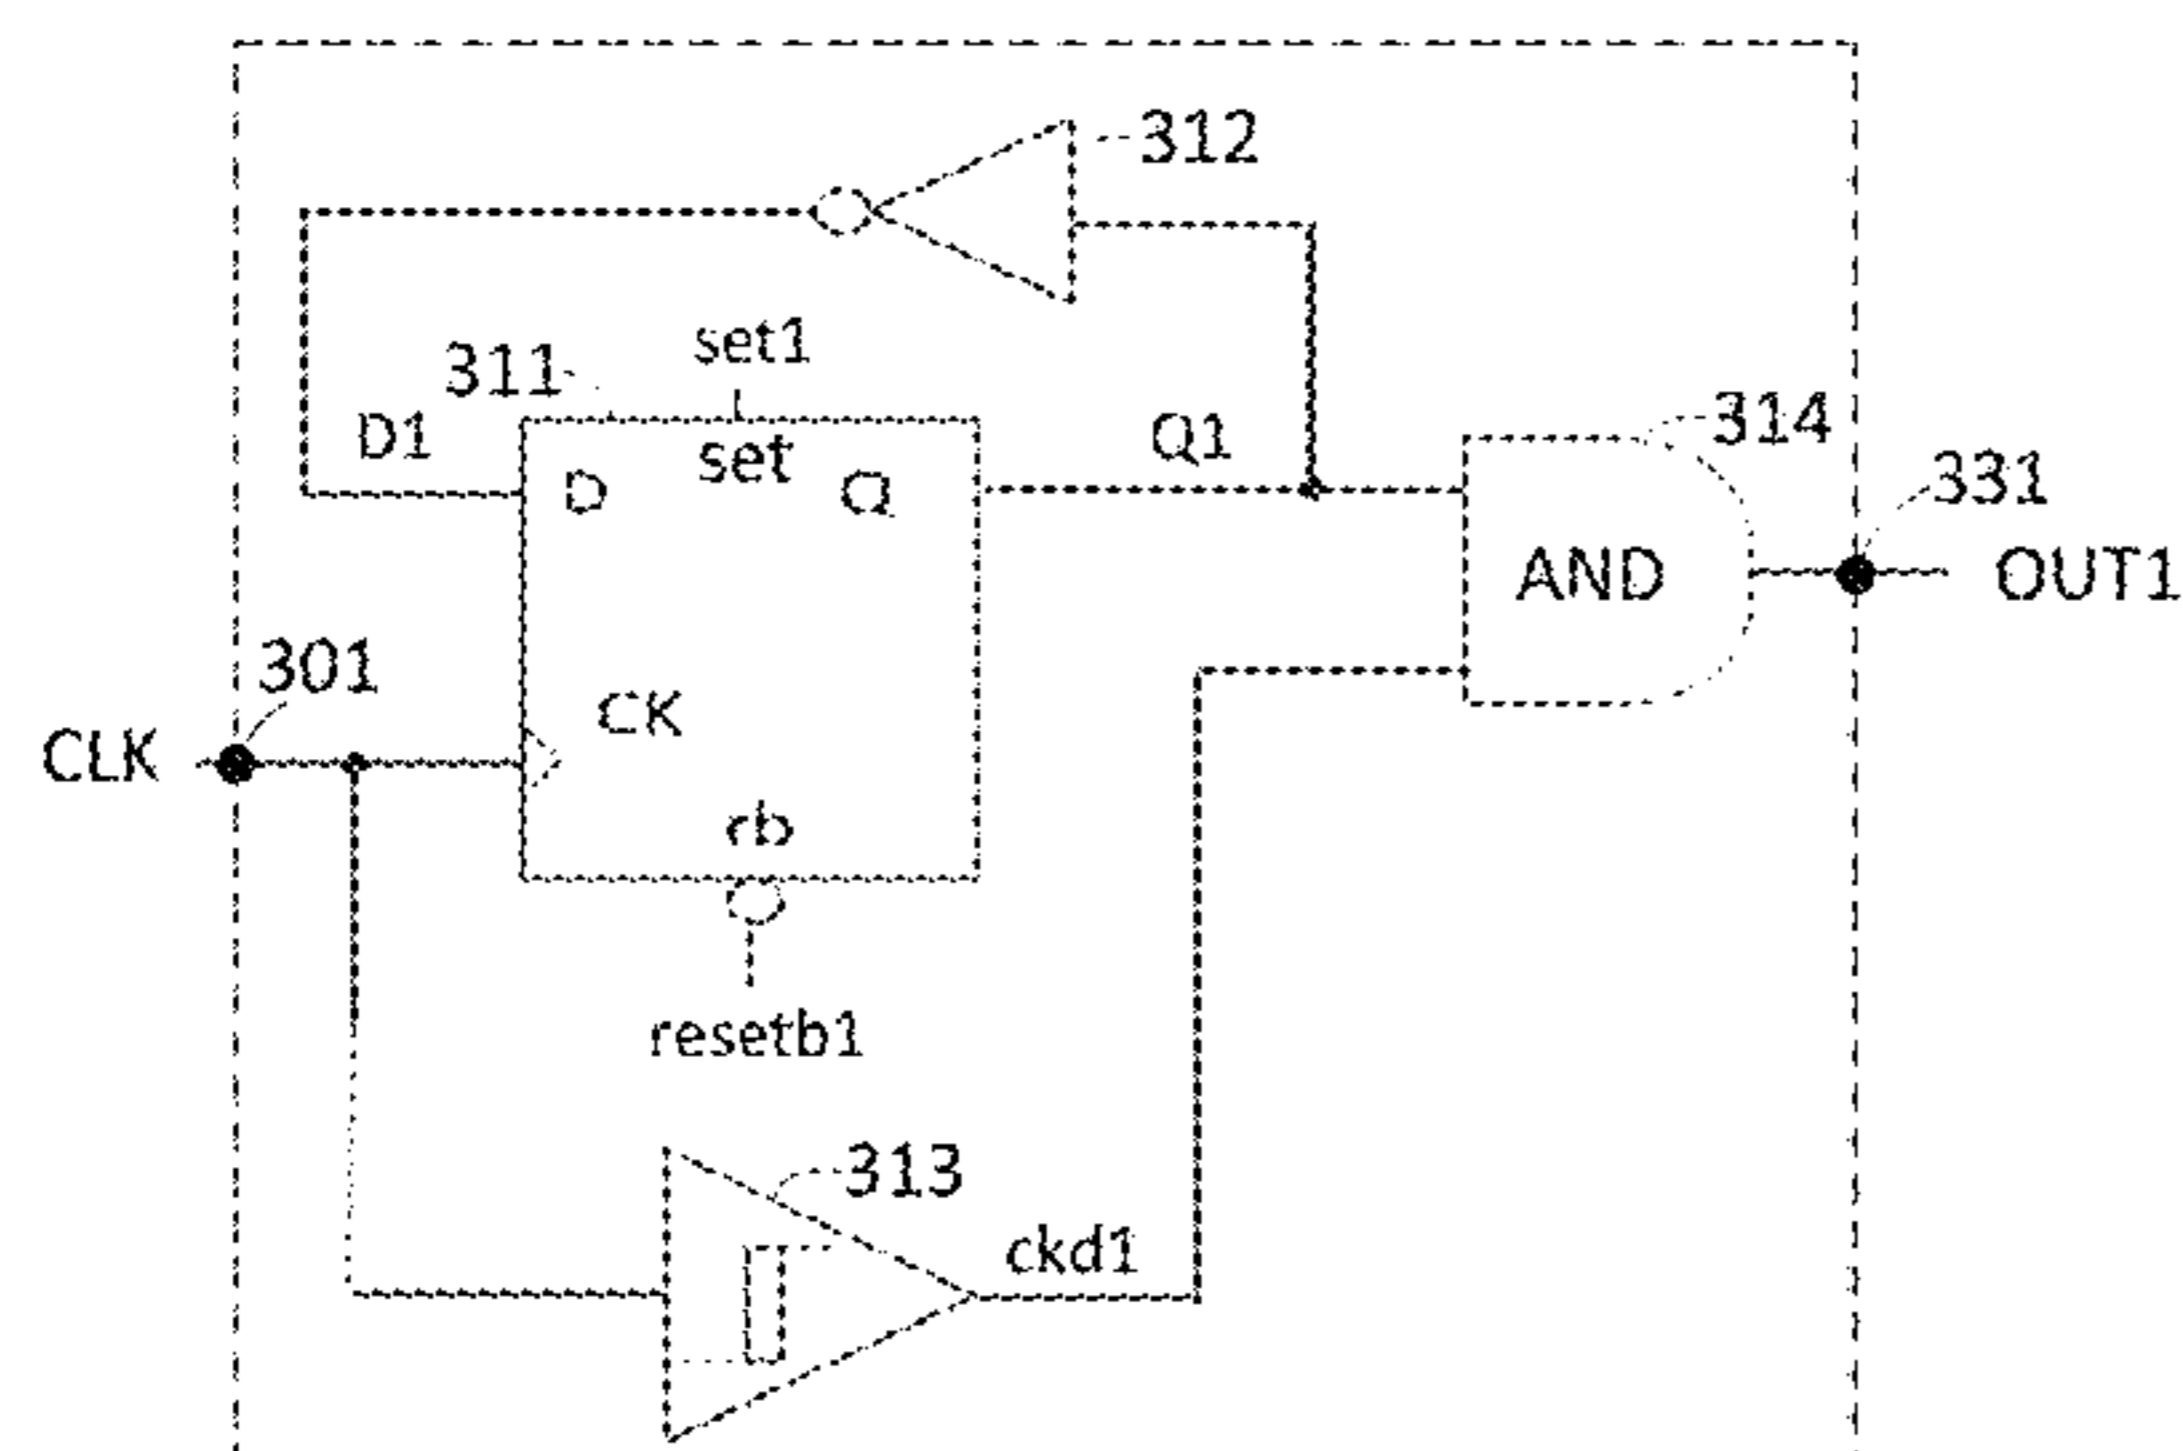 312
set1
311
D1
set
Q1
314
D
Q
331
AND
OUT1
301
CK
CLK
rb
resetb1
313
ckd1